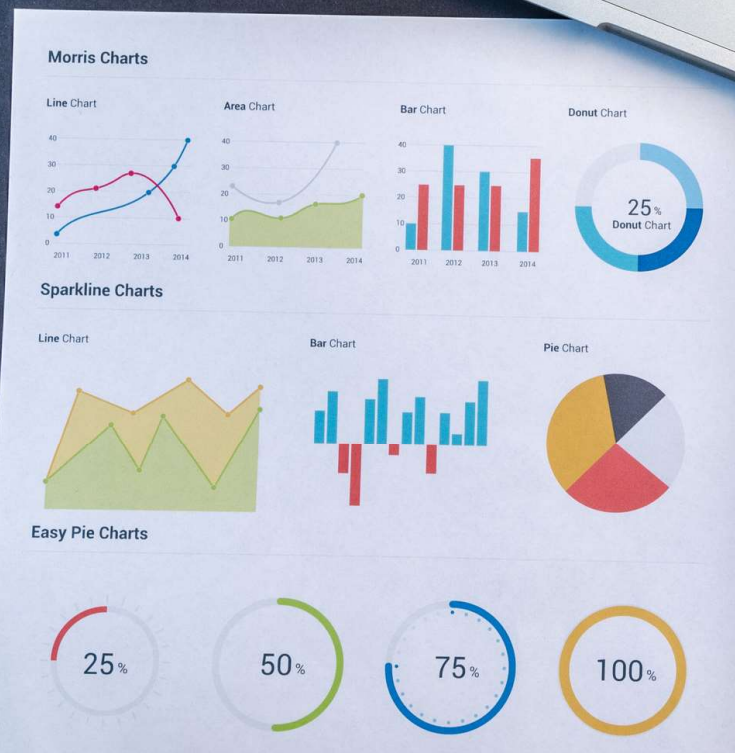 Morris Charts
Line Chart
40
30
20
10
0
2011 2012 2013 2014
Area Chart
40
30
20
10
0
2011 2012 2013 2014
Bar Chart
40
30
20
10
0
2011 2012 2013 2014
Donut Chart
25%
Donut Chart
Sparkline Charts
Line Chart
Bar Chart
Pie Chart
Easy Pie Charts
25%
50%
75%
100%